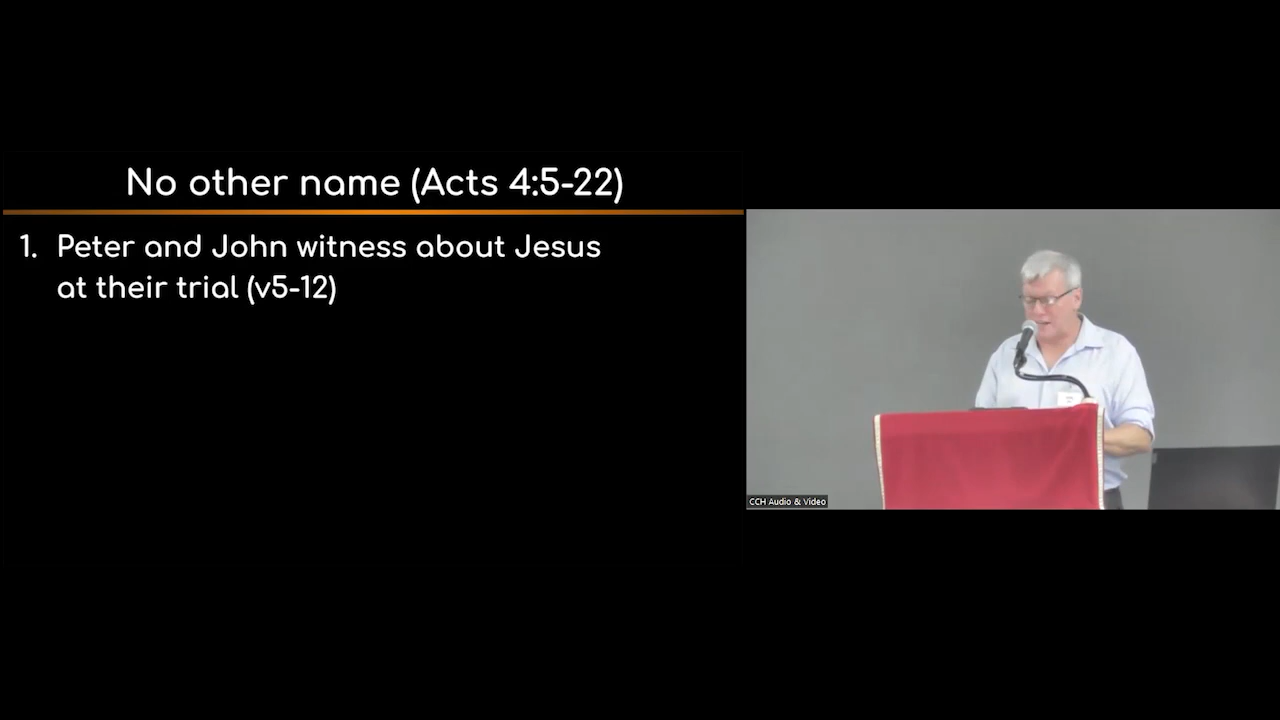 No other name (Acts 4:5-22)
1. Peter and John witness about Jesus
at their trial (v5-12)
CCH Audio & Video